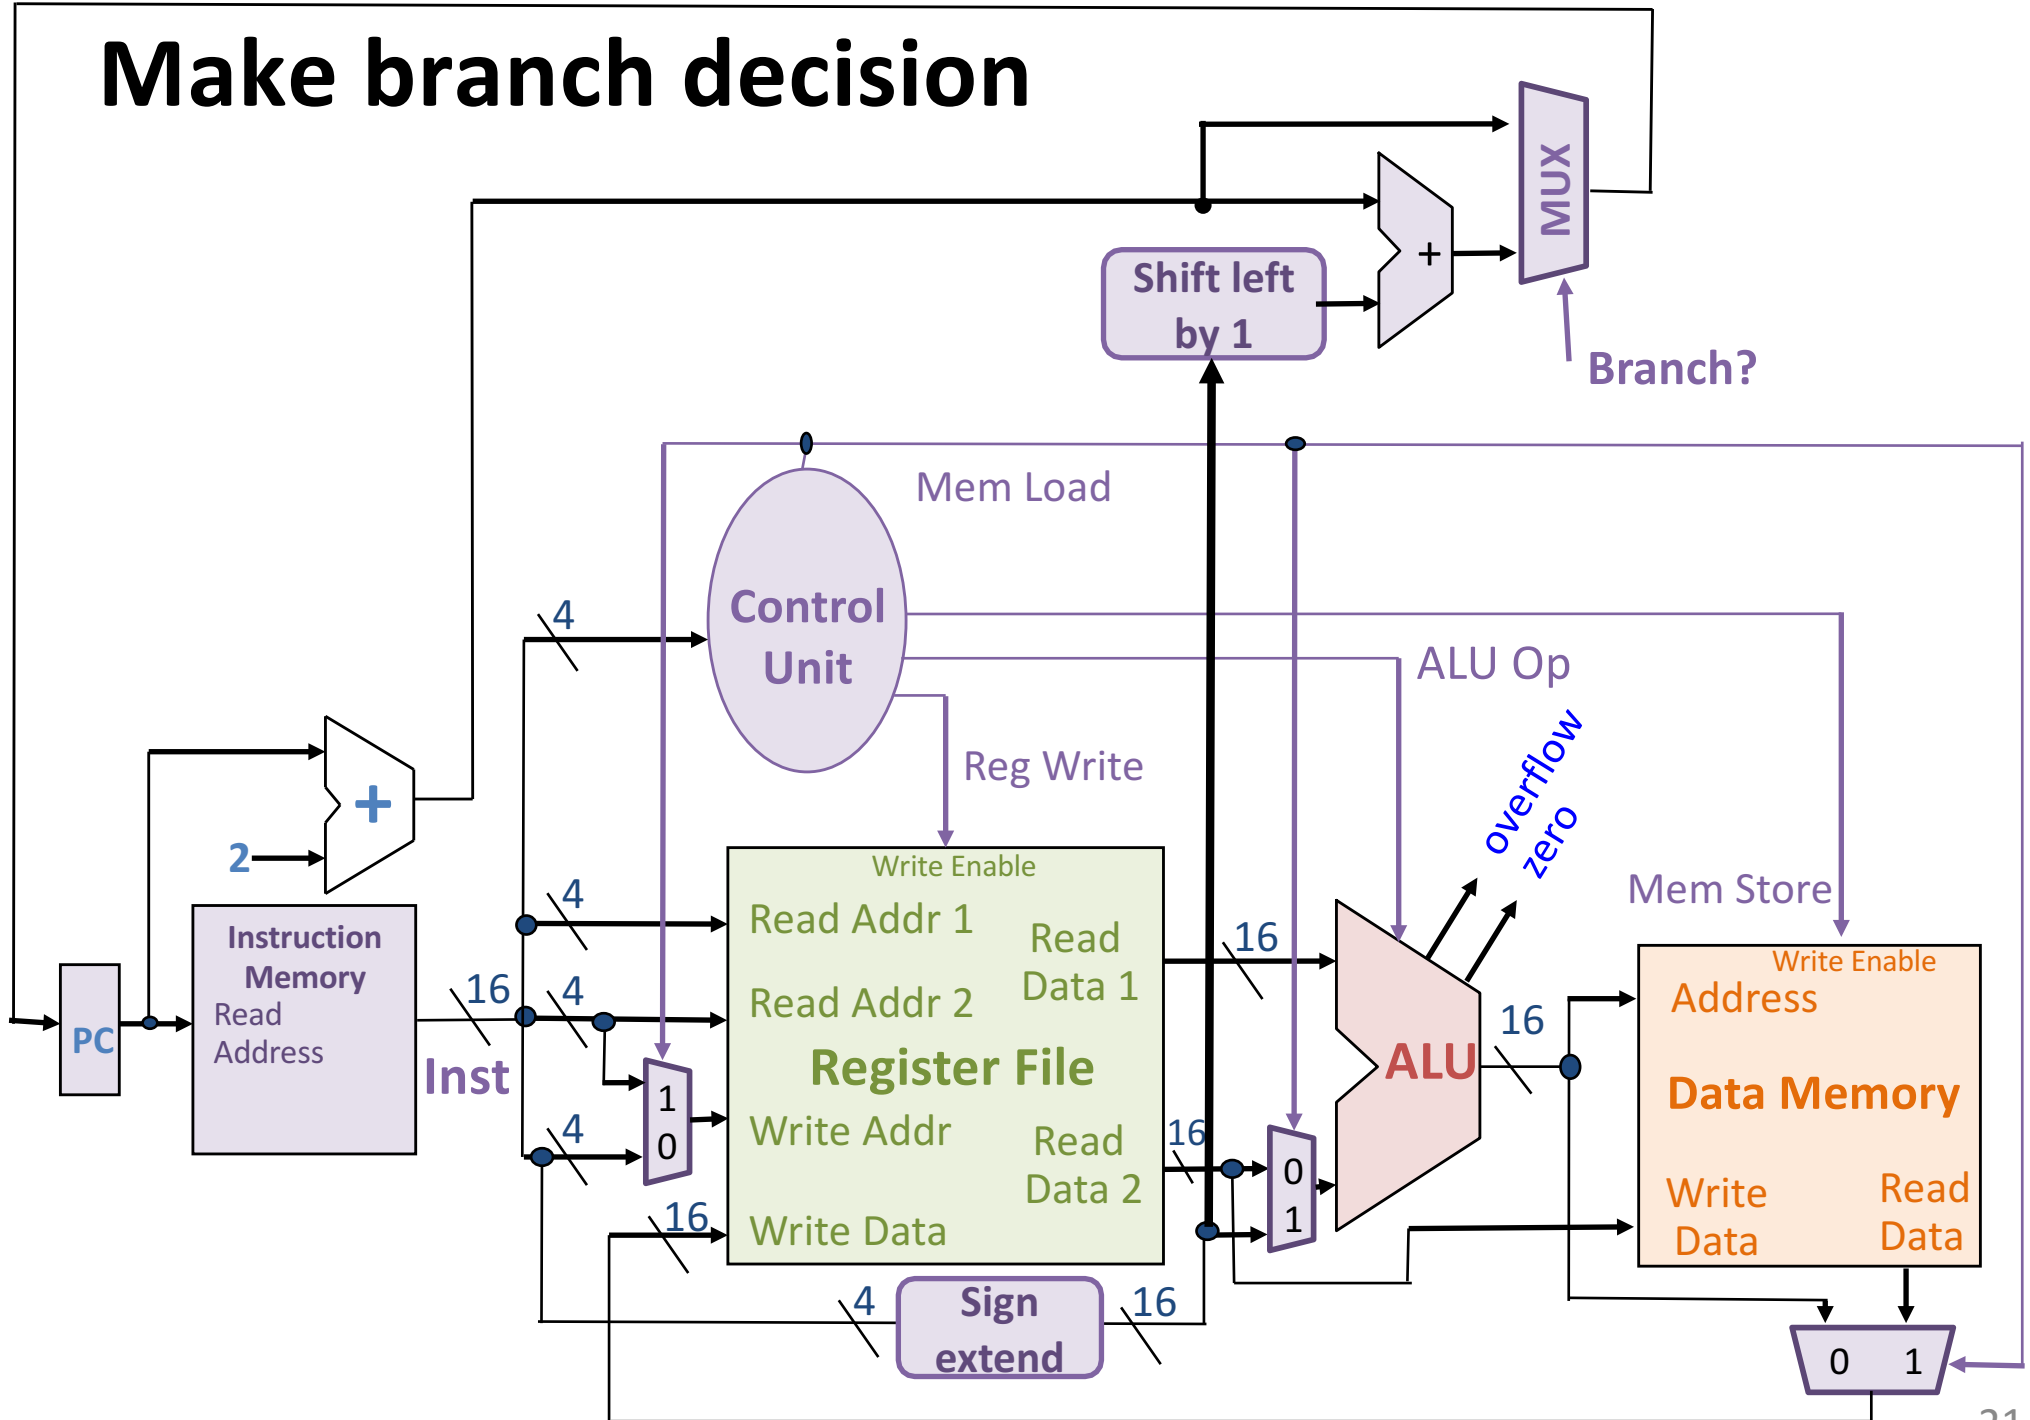 Make branch decision
MUX
+
Shift left
by 1
Branch?
Mem Load
Control
Unit
4
ALU Op
Reg Write
overflow
zero
+
2
Mem Store
Instruction
Memory
Read
Address
PC
16
Inst
4
4
4
16
1
0
Write Enable
Read Addr 1
Read
Data 1
Read Addr 2
Register File
Write Addr
Read
Data 2
Write Data
16
16
0
1
ALU
16
Write Enable
Address
Data Memory
Write
Data
Read
Data
4
Sign
extend
16
0 1